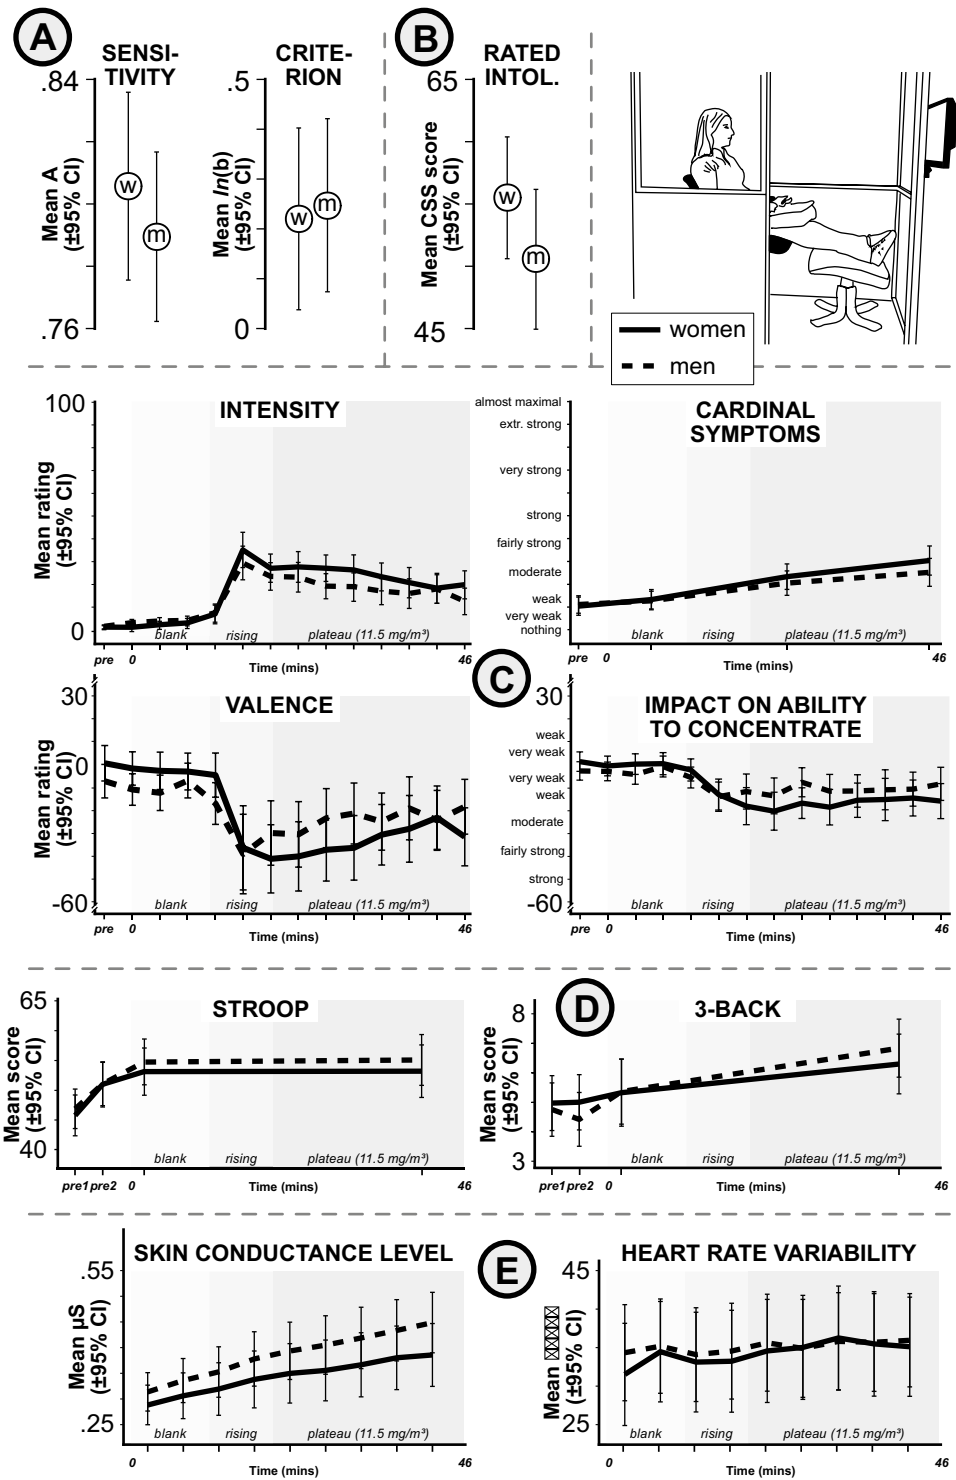 A
SENSI-
TIVITY
.84
.76
Mean A
(±95% CI)
w
m
CRITE-
RION
.5
0
Mean ln(b)
(±95% CI)
w
m
B
RATED
INTOL.
65
45
Mean CSS score
(±95% CI)
w
m
women
men
INTENSITY
100
0
Mean rating
(±95% CI)
blank
rising
plateau (11.5 mg/m³)
pre
0
46
Time (mins)
CARDINAL
SYMPTOMS
almost maximal
extr. strong
very strong
strong
fairly strong
moderate
weak
very weak
nothing
blank
rising
plateau (11.5 mg/m³)
pre
0
46
Time (mins)
C
VALENCE
30
0
-60
Mean rating
(±95% CI)
blank
rising
plateau (11.5 mg/m³)
pre
0
46
Time (mins)
IMPACT ON ABILITY
TO CONCENTRATE
30
weak
very weak
very weak
weak
moderate
fairly strong
strong
-60
blank
rising
plateau (11.5 mg/m³)
pre
0
46
Time (mins)
D
STROOP
65
40
Mean score
(±95% CI)
blank
rising
plateau (11.5 mg/m³)
pre1
pre2
0
46
Time (mins)
3-BACK
8
3
Mean score
(±95% CI)
blank
rising
plateau (11.5 mg/m³)
pre1
pre2
0
46
Time (mins)
E
SKIN CONDUCTANCE LEVEL
.55
.25
Mean µS
(±95% CI)
blank
rising
plateau (11.5 mg/m³)
0
46
Time (mins)
HEART RATE VARIABILITY
45
25
Mean
(±95% CI)
blank
rising
plateau (11.5 mg/m³)
0
46
Time (mins)